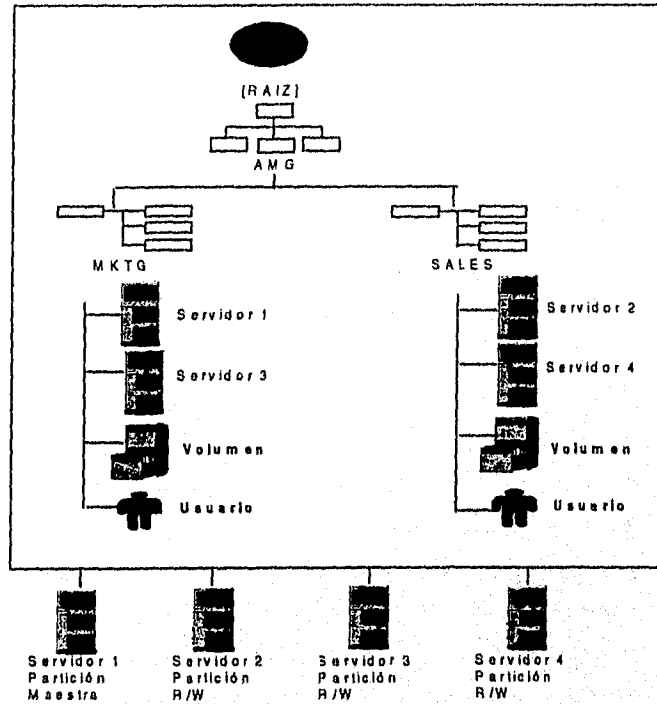 [RAIZ]
AMG
MKTG
SALES
Servidor 1
Servidor 2
Servidor 3
Servidor 4
Volumen
Volumen
Usuario
Usuario
Servidor 1
Partición
Maestra
Servidor 2
Partición
R/W
Servidor 3
Partición
R/W
Servidor 4
Partición
R/W